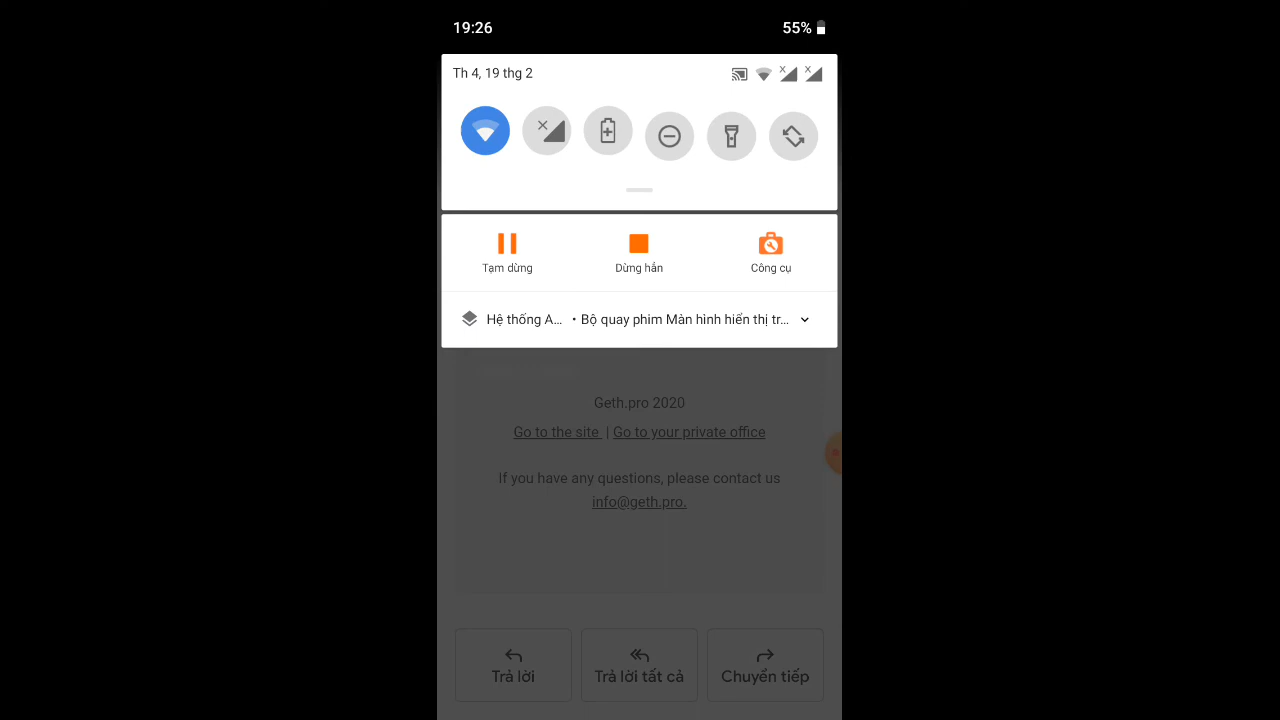 19:26 55%
Th 4, 19 thg 2
Tạm dừng Dừng hẳn Công cụ
Hệ thống A... • Bộ quay phim Màn hình hiển thị tr...
Geth.pro 2020
Go to the site | Go to your private office
If you have any questions, please contact us
info@geth.pro.
Trả lời Trả lời tất cả Chuyển tiếp